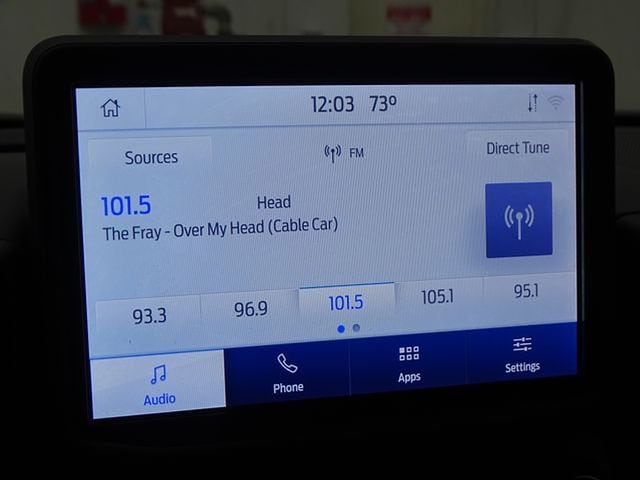 12:03 73°
Sources
FM
Direct Tune
101.5
Head
The Fray - Over My Head (Cable Car)
93.3
96.9
101.5
105.1
95.1
Audio
Phone
Apps
Settings